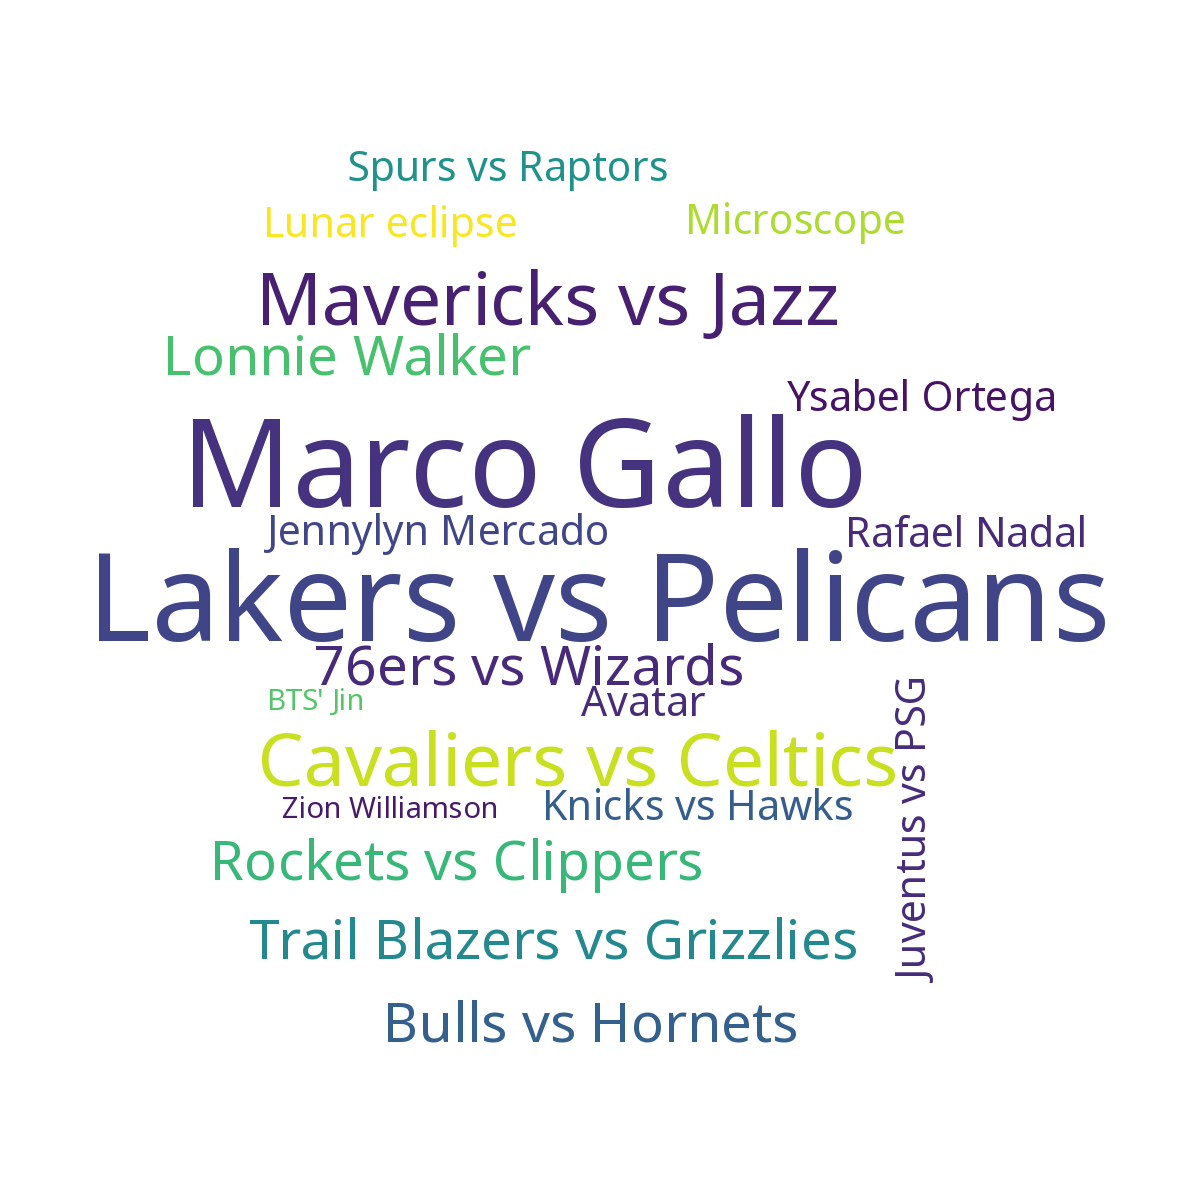 Spurs vs Raptors
Lunar eclipse
Microscope
Mavericks vs Jazz
Lonnie Walker
Ysabel Ortega
Marco Gallo
Jennylyn Mercado
Rafael Nadal
Lakers vs Pelicans
76ers vs Wizards
BTS' Jin
Avatar
Juventus vs PSG
Cavaliers vs Celtics
Zion Williamson
Knicks vs Hawks
Rockets vs Clippers
Trail Blazers vs Grizzlies
Bulls vs Hornets